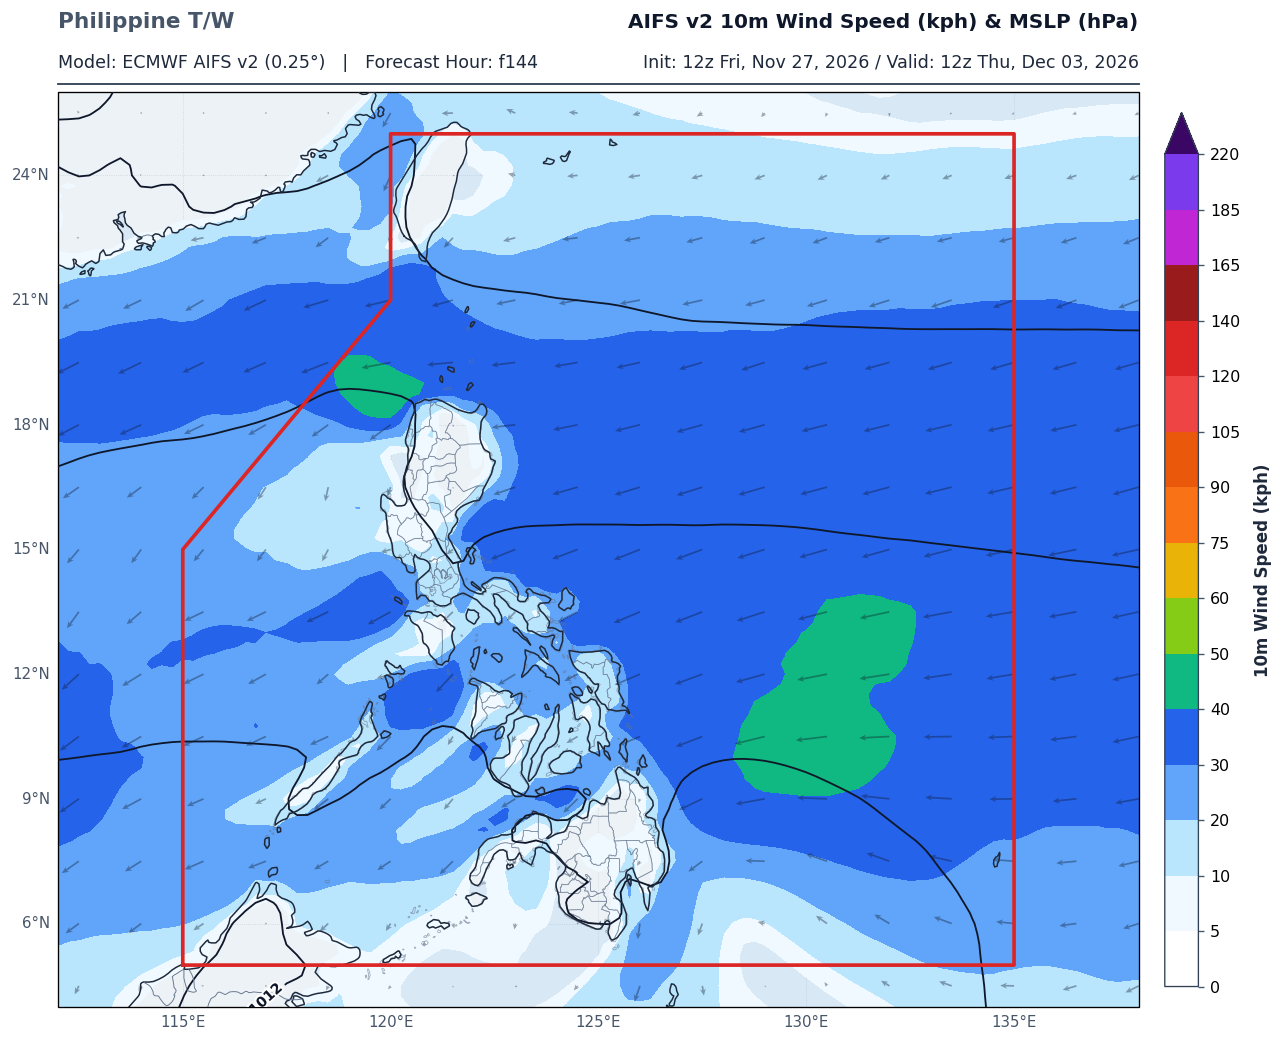 Philippine T/W
AIFS v2 10m Wind Speed (kph) & MSLP (hPa)
Model: ECMWF AIFS v2 (0.25°) | Forecast Hour: f144
Init: 12z Fri, Nov 27, 2026 / Valid: 12z Thu, Dec 03, 2026
24°N
21°N
18°N
15°N
12°N
9°N
6°N
1012
115°E
120°E
125°E
130°E
135°E
220
185
165
140
120
105
90
75
60
50
40
30
20
10
5
0
10m Wind Speed (kph)